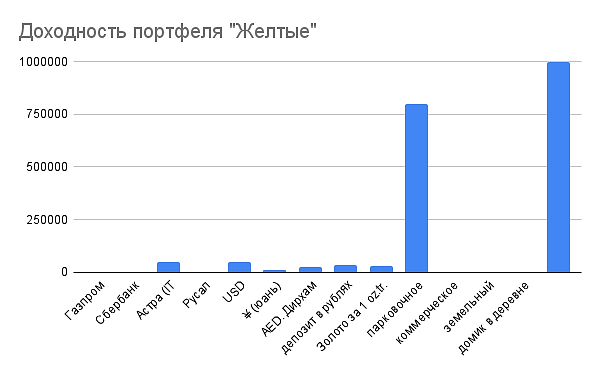 Доходность портфеля "Желтые"
1000000
750000
500000
250000
0
Газпром
Сбербанк
Астра (IT
Русал
USD
¥ (юань)
AED. Дирхам
депозит в рублях
Золото за 1 oz.tr.
парковочное
коммерческое
земельный
домик в деревне